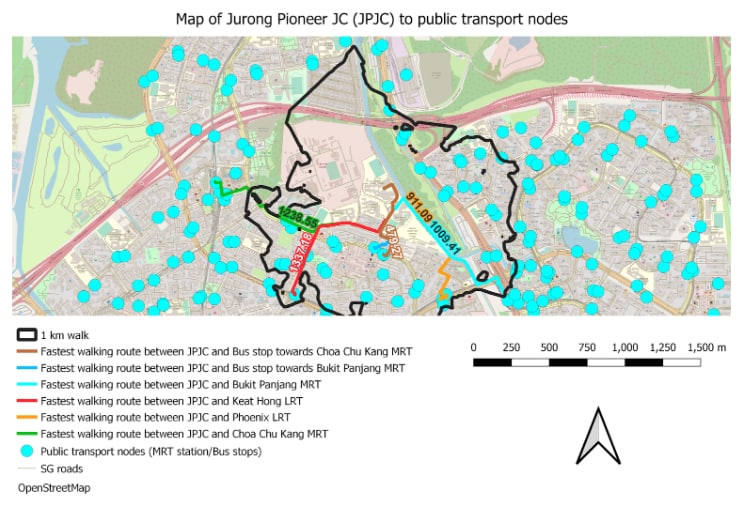 Map of Jurong Pioneer JC (JPJC) to public transport nodes
1238.55
1337.18
911.09
1009.41
1 km walk
Fastest walking route between JPJC and Bus stop towards Choa Chu Kang MRT
Fastest walking route between JPJC and Bus stop towards Bukit Panjang MRT
Fastest walking route between JPJC and Bukit Panjang MRT
Fastest walking route between JPJC and Keat Hong LRT
Fastest walking route between JPJC and Phoenix LRT
Fastest walking route between JPJC and Choa Chu Kang MRT
Public transport nodes (MRT station/Bus stops)
SG roads
OpenStreetMap
0 250 500 750 1,000 1,250 1,500 m